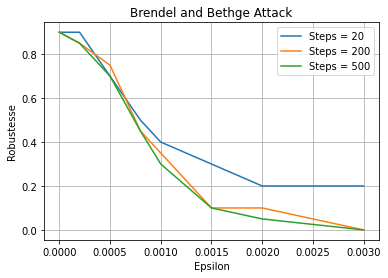 Brendel and Bethge Attack
Steps = 20
Steps = 200
Steps = 500
Robustesse
0.8
0.6
0.4
0.2
0.0
0.0000 0.0005 0.0010 0.0015 0.0020 0.0025 0.0030
Epsilon